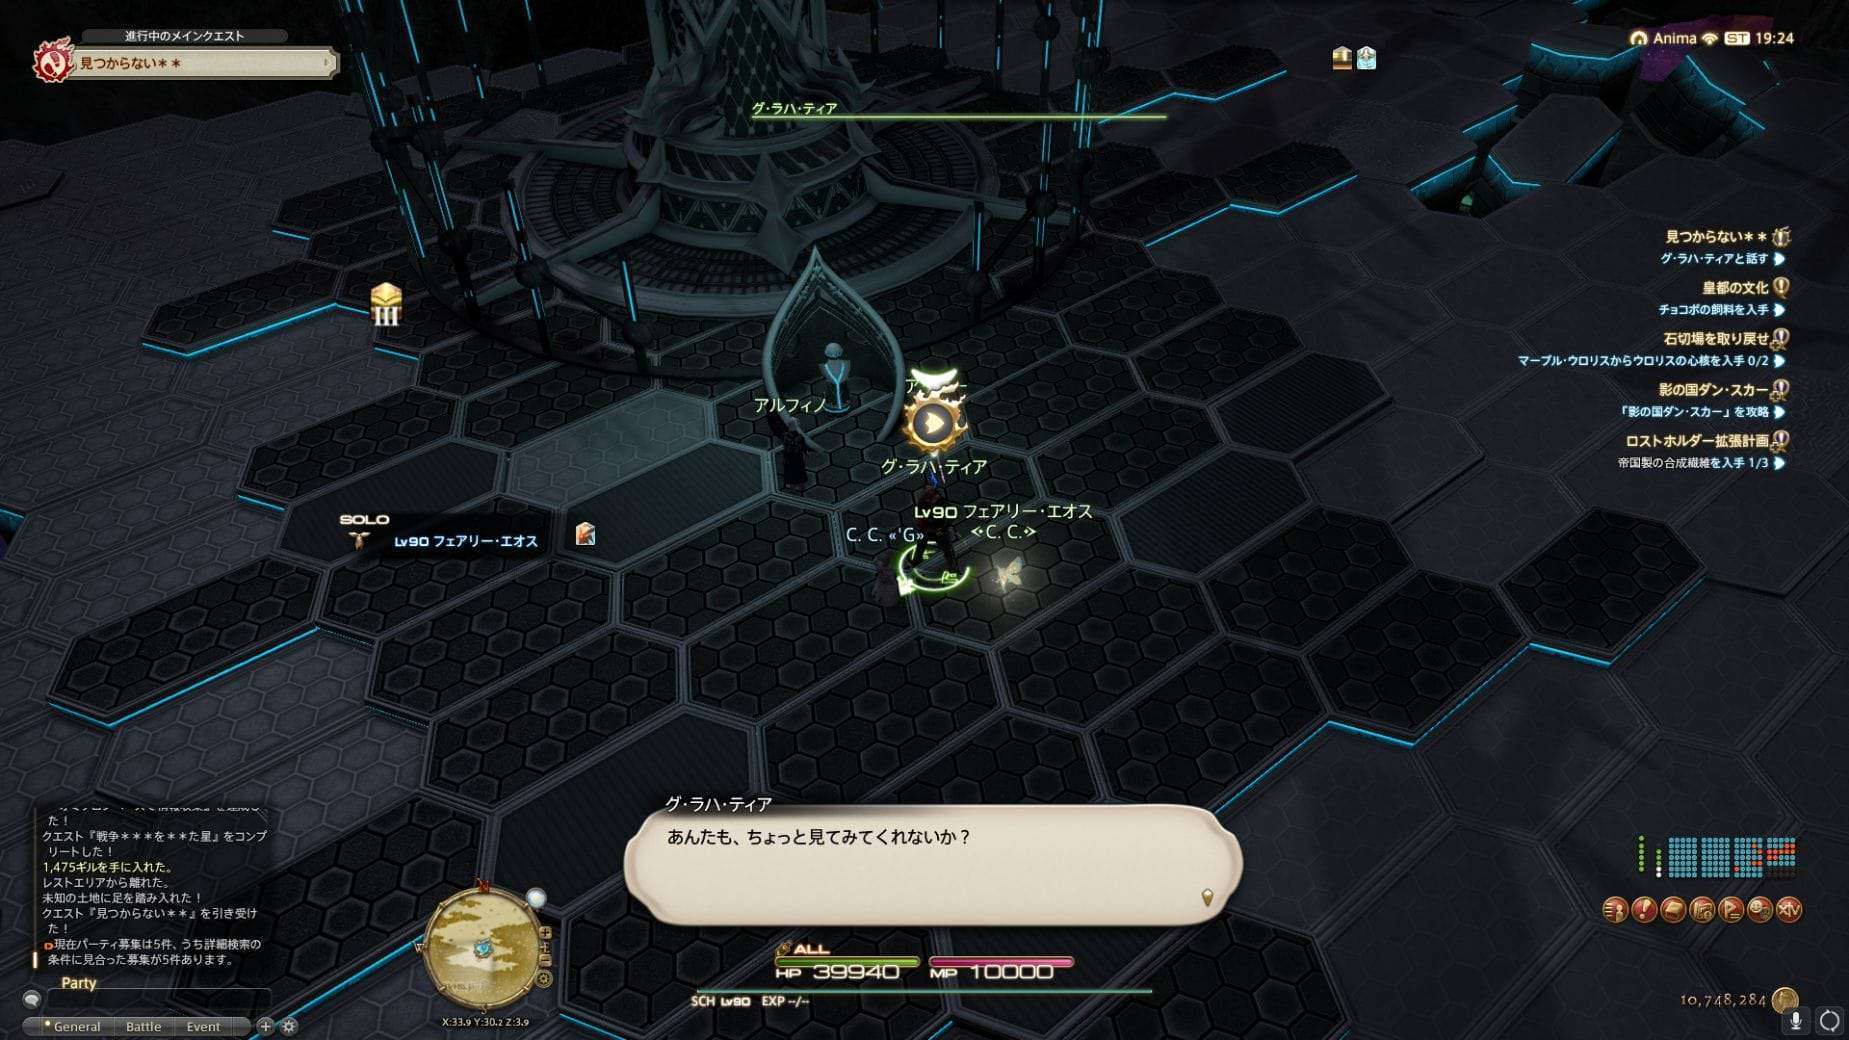 進行中のメインクエスト
見つからない＊＊
Anima ST 19:24
グ・ラハ・ティア
見つからない＊＊
グ・ラハ・ティアと話す
皇都の文化
チョコボの飼料を入手
石切場を取り戻せ
マーブル・ウロリスからウロリスの心核を入手 0/2
影の国ダン・スカー
「影の国ダン・スカー」を攻略
ロストホルダー拡張計画
帝国製の合成繊維を入手 1/3
III
アルフィノ
グ・ラハ・ティア
Lv90 フェアリー・エオス
«C. C.»
C. C. «'G»
SOLO
Lv90 フェアリー・エオス
グ・ラハ・ティア
あんたも、ちょっと見てみてくれないか？
た！
クエスト『戦争＊＊＊を＊＊た星』をコンプ
リートした！
1,475ギルを手に入れた。
レストエリアから離れた。
未知の土地に足を踏み入れた！
クエスト『見つからない＊＊』を引き受け
た！
現在パーティ募集は5件、うち詳細検索の
条件に見合った募集が5件あります。
Party
General Battle Event
N
X:33.9 Y:30.2 Z:3.9
ALL
HP 39940 MP 10000
SCH Lv90 EXP --/--
XIV
10,748,284